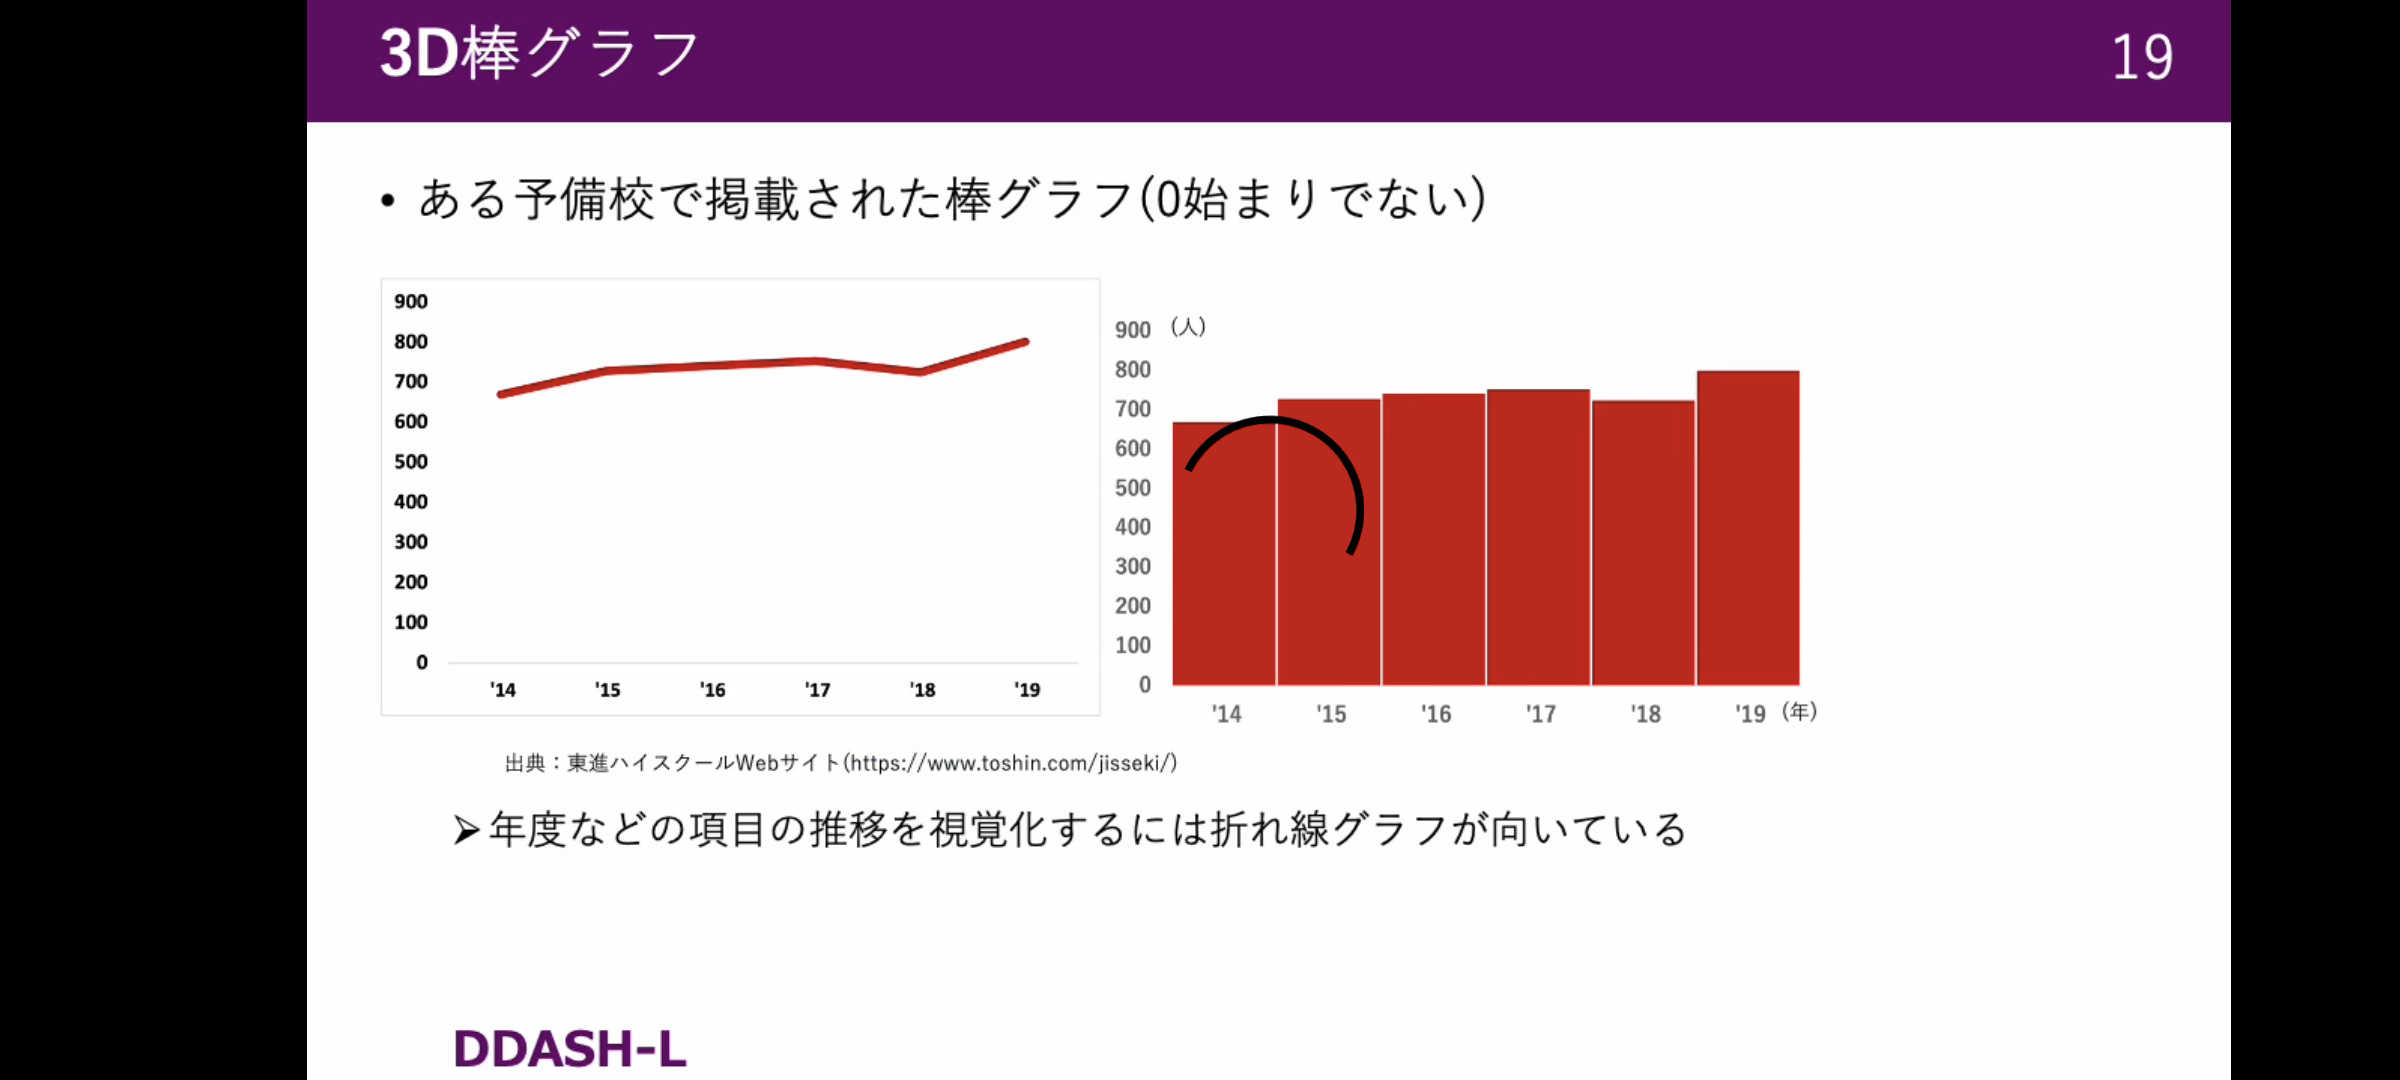 3D棒グラフ
19
• ある予備校で掲載された棒グラフ(0始まりでない)
900
800
700
600
500
400
300
200
100
0
'14 '15 '16 '17 '18 '19
900 (人)
800
700
600
500
400
300
200
100
0
'14 '15 '16 '17 '18 '19 (年)
出典：東進ハイスクールWebサイト(https://www.toshin.com/jisseki/)
➢年度などの項目の推移を視覚化するには折れ線グラフが向いている
DDASH-L